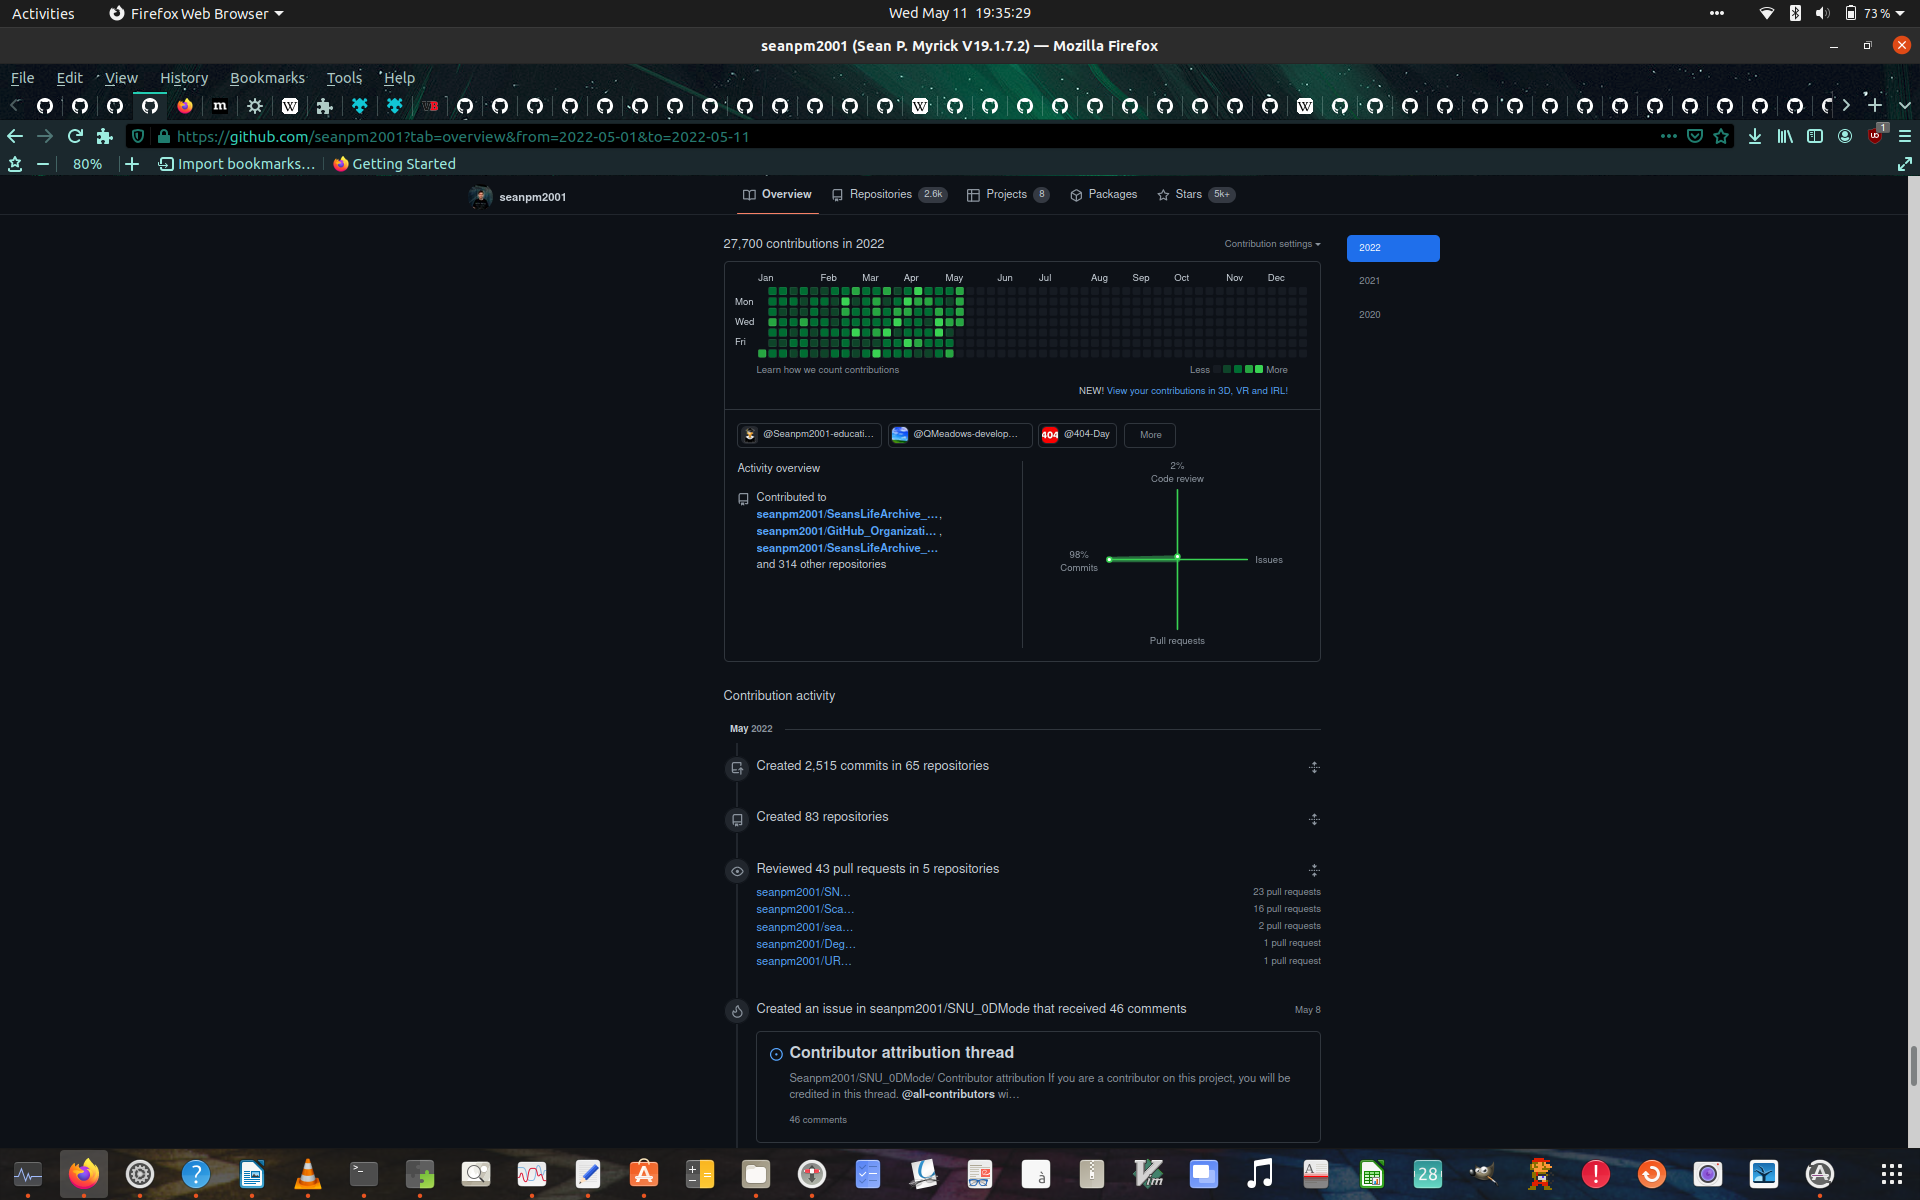 Activities
Firefox Web Browser
Wed May 11 19:35:29
73 %
seanpm2001 (Sean P. Myrick V19.1.7.2) — Mozilla Firefox
File Edit View History Bookmarks Tools Help
https://github.com/seanpm2001?tab=overview&from=2022-05-01&to=2022-05-11
1
80%
Import bookmarks…
Getting Started
seanpm2001
Overview
Repositories 2.6k
Projects 8
Packages
Stars 5k+
27,700 contributions in 2022
Contribution settings
2022
2021
2020
Jan Feb Mar Apr May Jun Jul Aug Sep Oct Nov Dec
Mon
Wed
Fri
Learn how we count contributions
Less More
NEW! View your contributions in 3D, VR and IRL!
@Seanpm2001-educati…
@QMeadows-develop…
404 @404-Day
More
Activity overview
Contributed to
seanpm2001/SeansLifeArchive_…,
seanpm2001/GitHub_Organizati… ,
seanpm2001/SeansLifeArchive_…
and 314 other repositories
2%
Code review
98%
Commits
Issues
Pull requests
Contribution activity
May 2022
Created 2,515 commits in 65 repositories
Created 83 repositories
Reviewed 43 pull requests in 5 repositories
seanpm2001/SN… 23 pull requests
seanpm2001/Sca… 16 pull requests
seanpm2001/sea… 2 pull requests
seanpm2001/Deg… 1 pull request
seanpm2001/UR… 1 pull request
Created an issue in seanpm2001/SNU_0DMode that received 46 comments
May 8
Contributor attribution thread
Seanpm2001/SNU_0DMode/ Contributor attribution If you are a contributor on this project, you will be
credited in this thread. @all-contributors wi…
46 comments
28